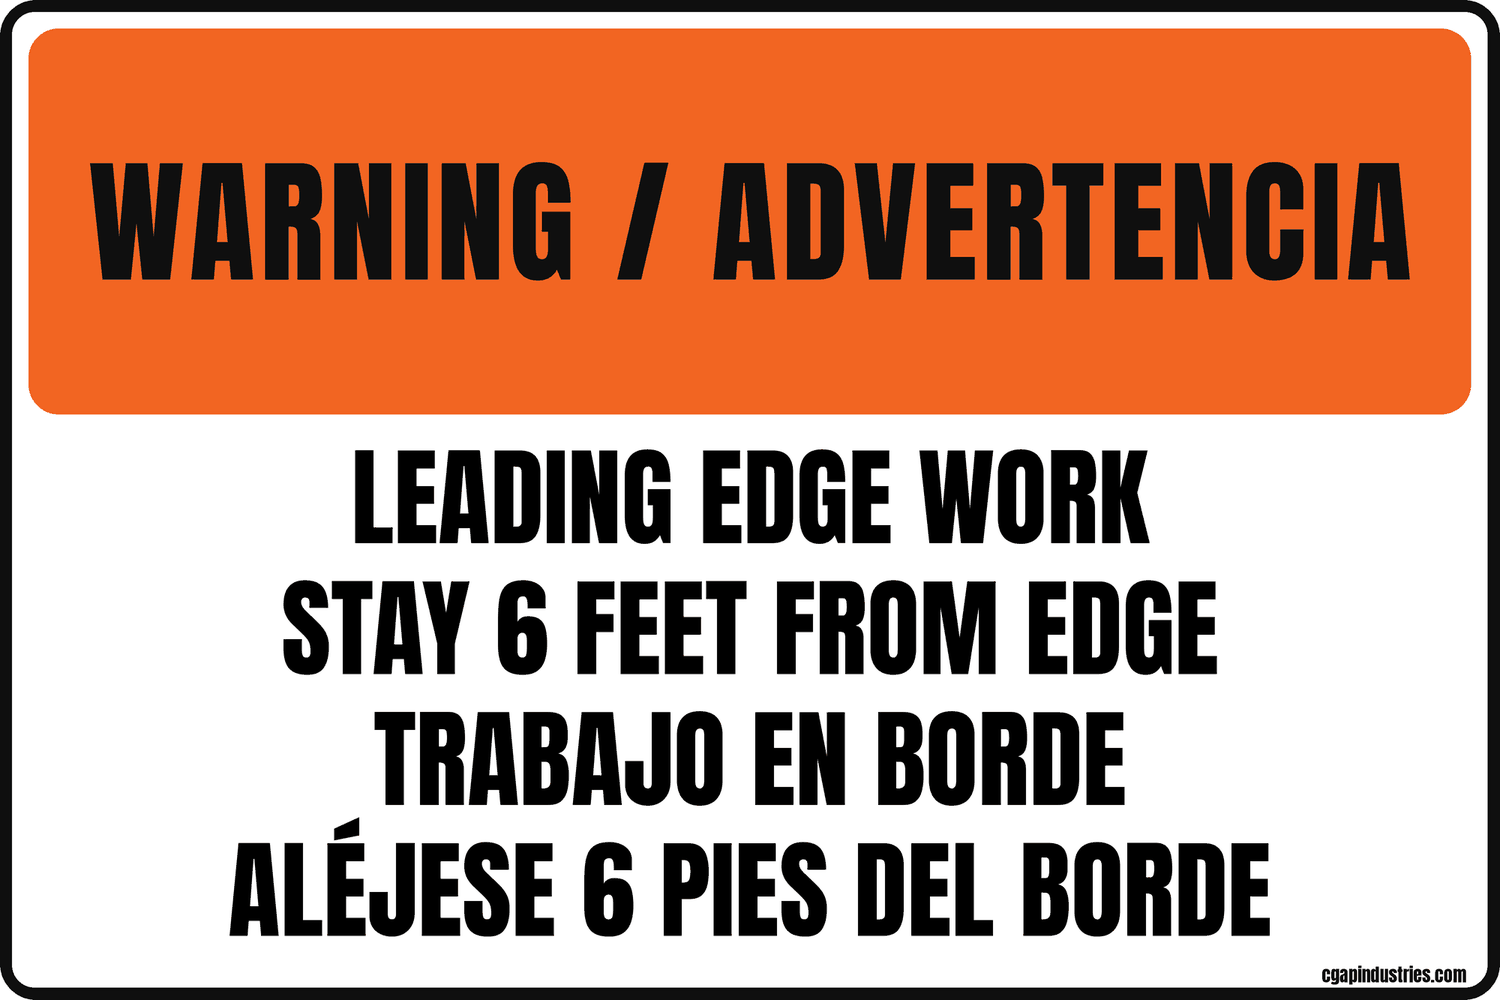 WARNING / ADVERTENCIA
LEADING EDGE WORK
STAY 6 FEET FROM EDGE
TRABAJO EN BORDE
ALÉJESE 6 PIES DEL BORDE
cgapindustries.com